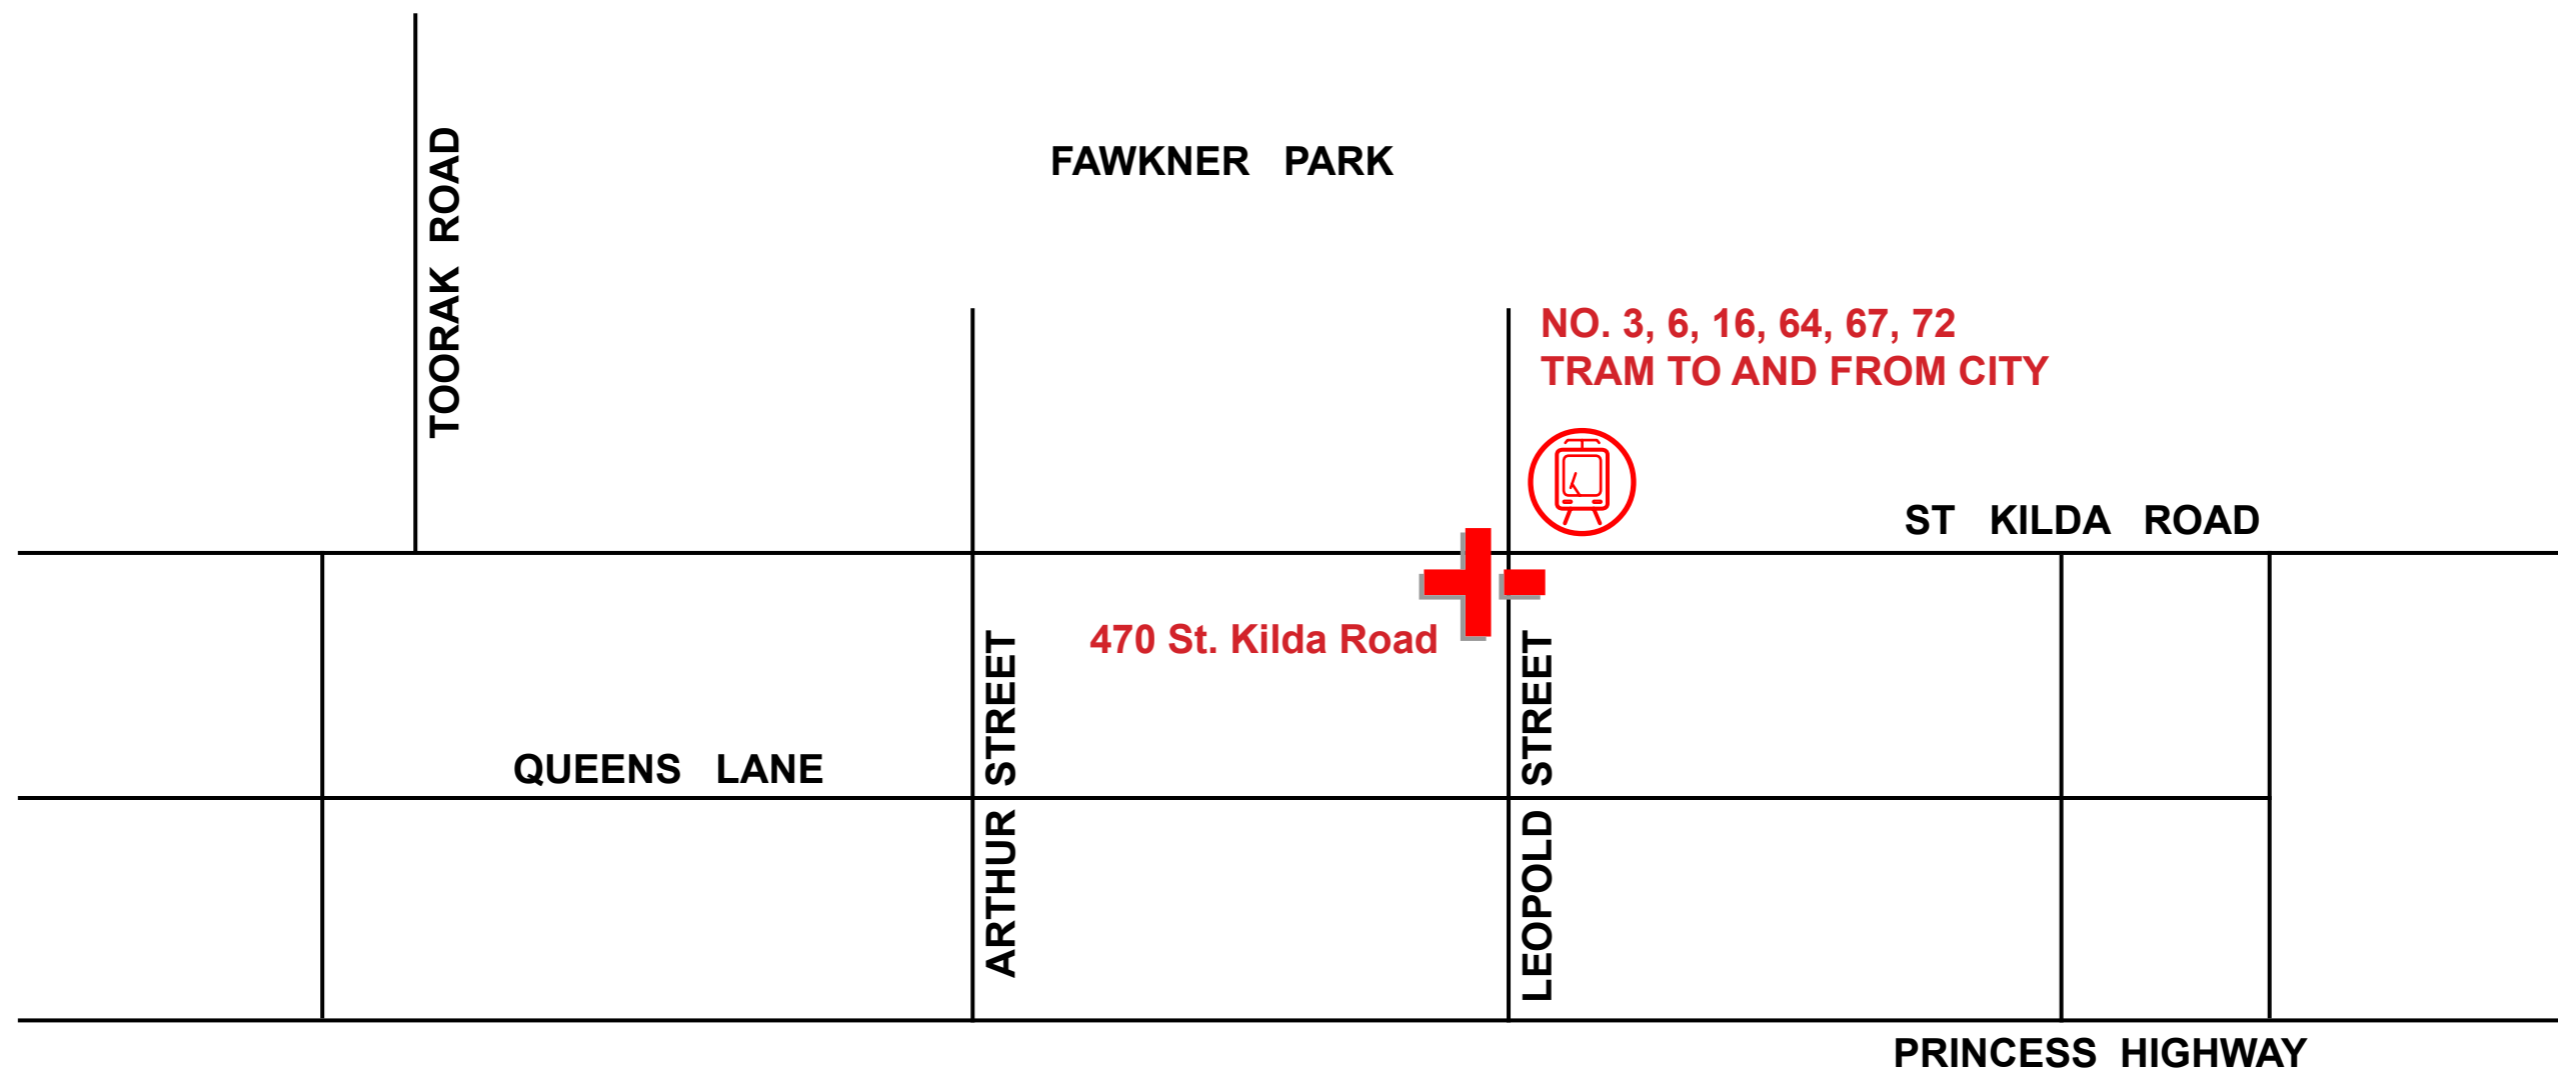 TOORAK ROAD
FAWKNER PARK
NO. 3, 6, 16, 64, 67, 72
TRAM TO AND FROM CITY
ST KILDA ROAD
470 St. Kilda Road
QUEENS LANE
ARTHUR STREET
LEOPOLD STREET
PRINCESS HIGHWAY